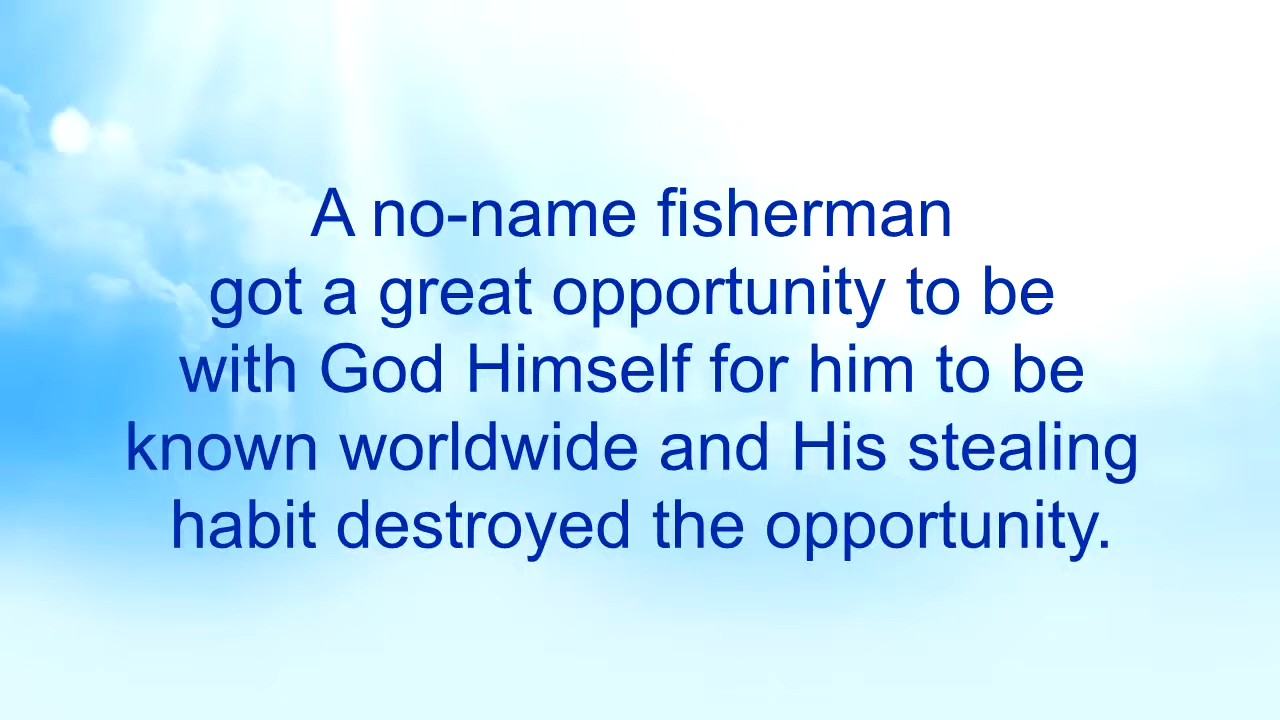 A no-name fisherman
got a great opportunity to be
with God Himself for him to be
known worldwide and His stealing
habit destroyed the opportunity.